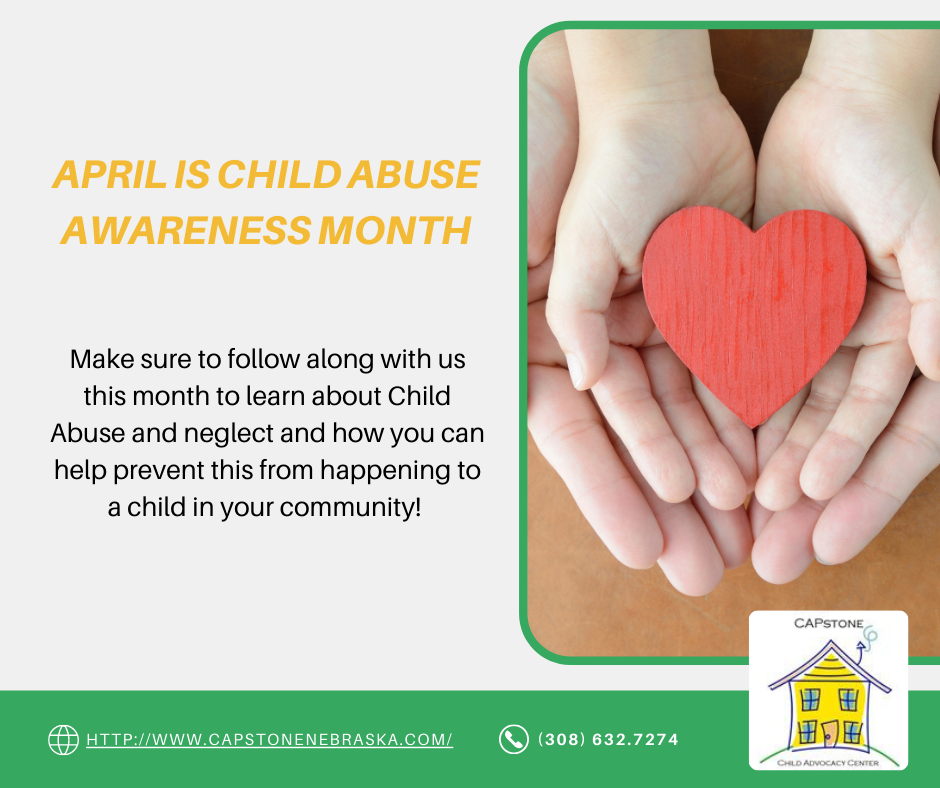 APRIL IS CHILD ABUSE
AWARENESS MONTH
Make sure to follow along with us
this month to learn about Child
Abuse and neglect and how you can
help prevent this from happening to
a child in your community!
HTTP://WWW.CAPSTONENEBRASKA.COM/
(308) 632.7274
CAPSTONE
CHILD ADVOCACY CENTER